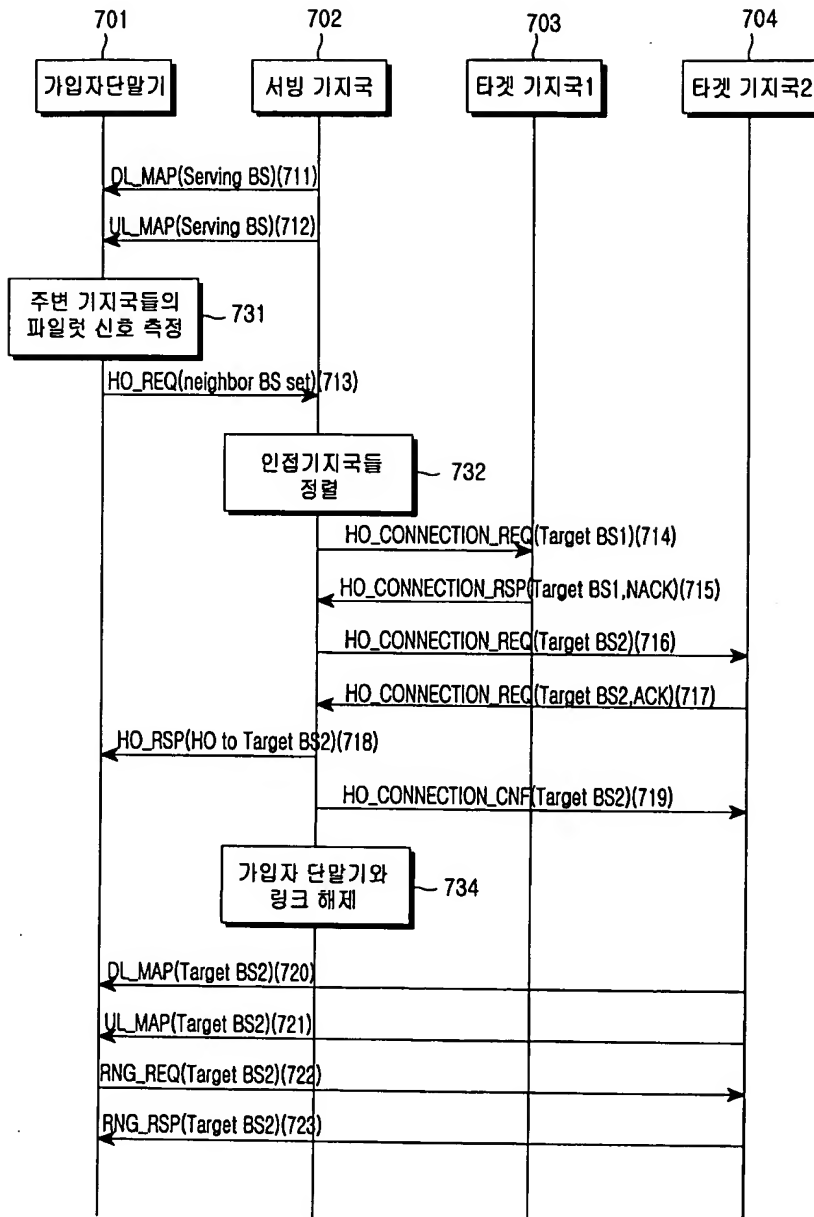 701 702 703 704
가입자단말기 서빙 기지국 타겟 기지국1 타겟 기지국2
DL_MAP(Serving BS)(711)
UL_MAP(Serving BS)(712)
주변 기지국들의
파일럿 신호 측정
731
HO_REQ(neighbor BS set)(713)
인접기지국들
정렬
732
HO_CONNECTION_REQ(Target BS1)(714)
HO_CONNECTION_RSP(Target BS1,NACK)(715)
HO_CONNECTION_REQ(Target BS2)(716)
HO_CONNECTION_REQ(Target BS2,ACK)(717)
HO_RSP(HO to Target BS2)(718)
HO_CONNECTION_CNF(Target BS2)(719)
가입자 단말기와
링크 해제
734
DL_MAP(Target BS2)(720)
UL_MAP(Target BS2)(721)
RNG_REQ(Target BS2)(722)
RNG_RSP(Target BS2)(723)